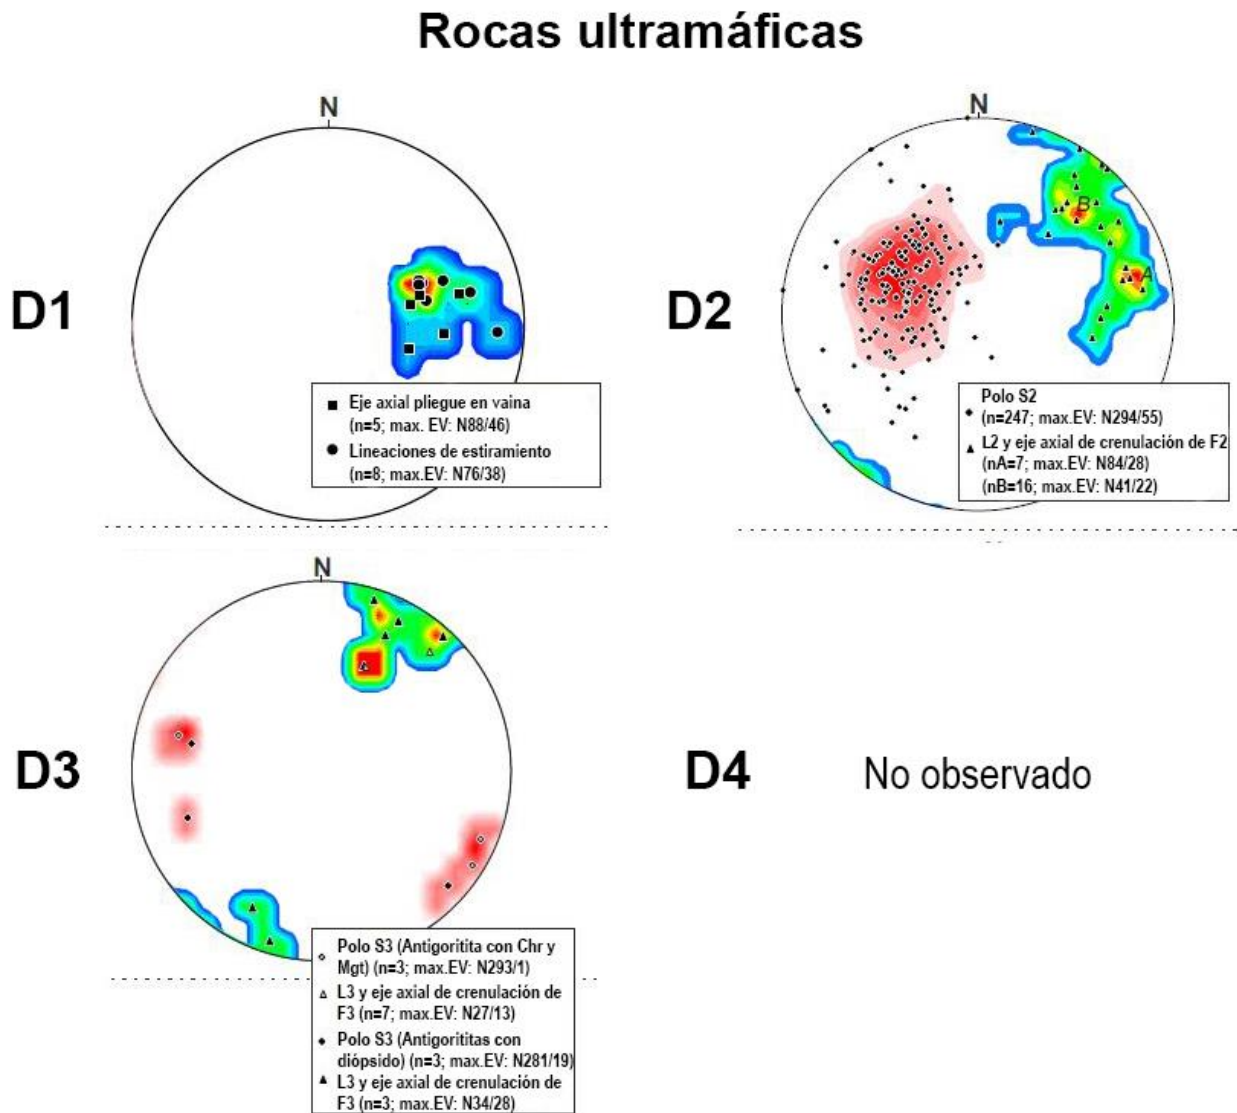 Rocas ultramáficas
N
D1
Eje axial pliegue en vaina
(n=5; max. EV: N88/46)
Lineaciones de estiramiento
(n=8; max.EV: N76/38)
N
B
A
D2
Polo S2
(n=247; max.EV: N294/55)
L2 y eje axial de crenulación de F2
(nA=7; max.EV: N84/28)
(nB=16; max.EV: N41/22)
N
D3
Polo S3 (Antigoritita con Chr y
Mgt) (n=3; max.EV: N293/1)
L3 y eje axial de crenulación de
F3 (n=7; max.EV: N27/13)
Polo S3 (Antigorititas con
diópsido) (n=3; max.EV: N281/19)
L3 y eje axial de crenulación de
F3 (n=3; max.EV: N34/28)
D4
No observado